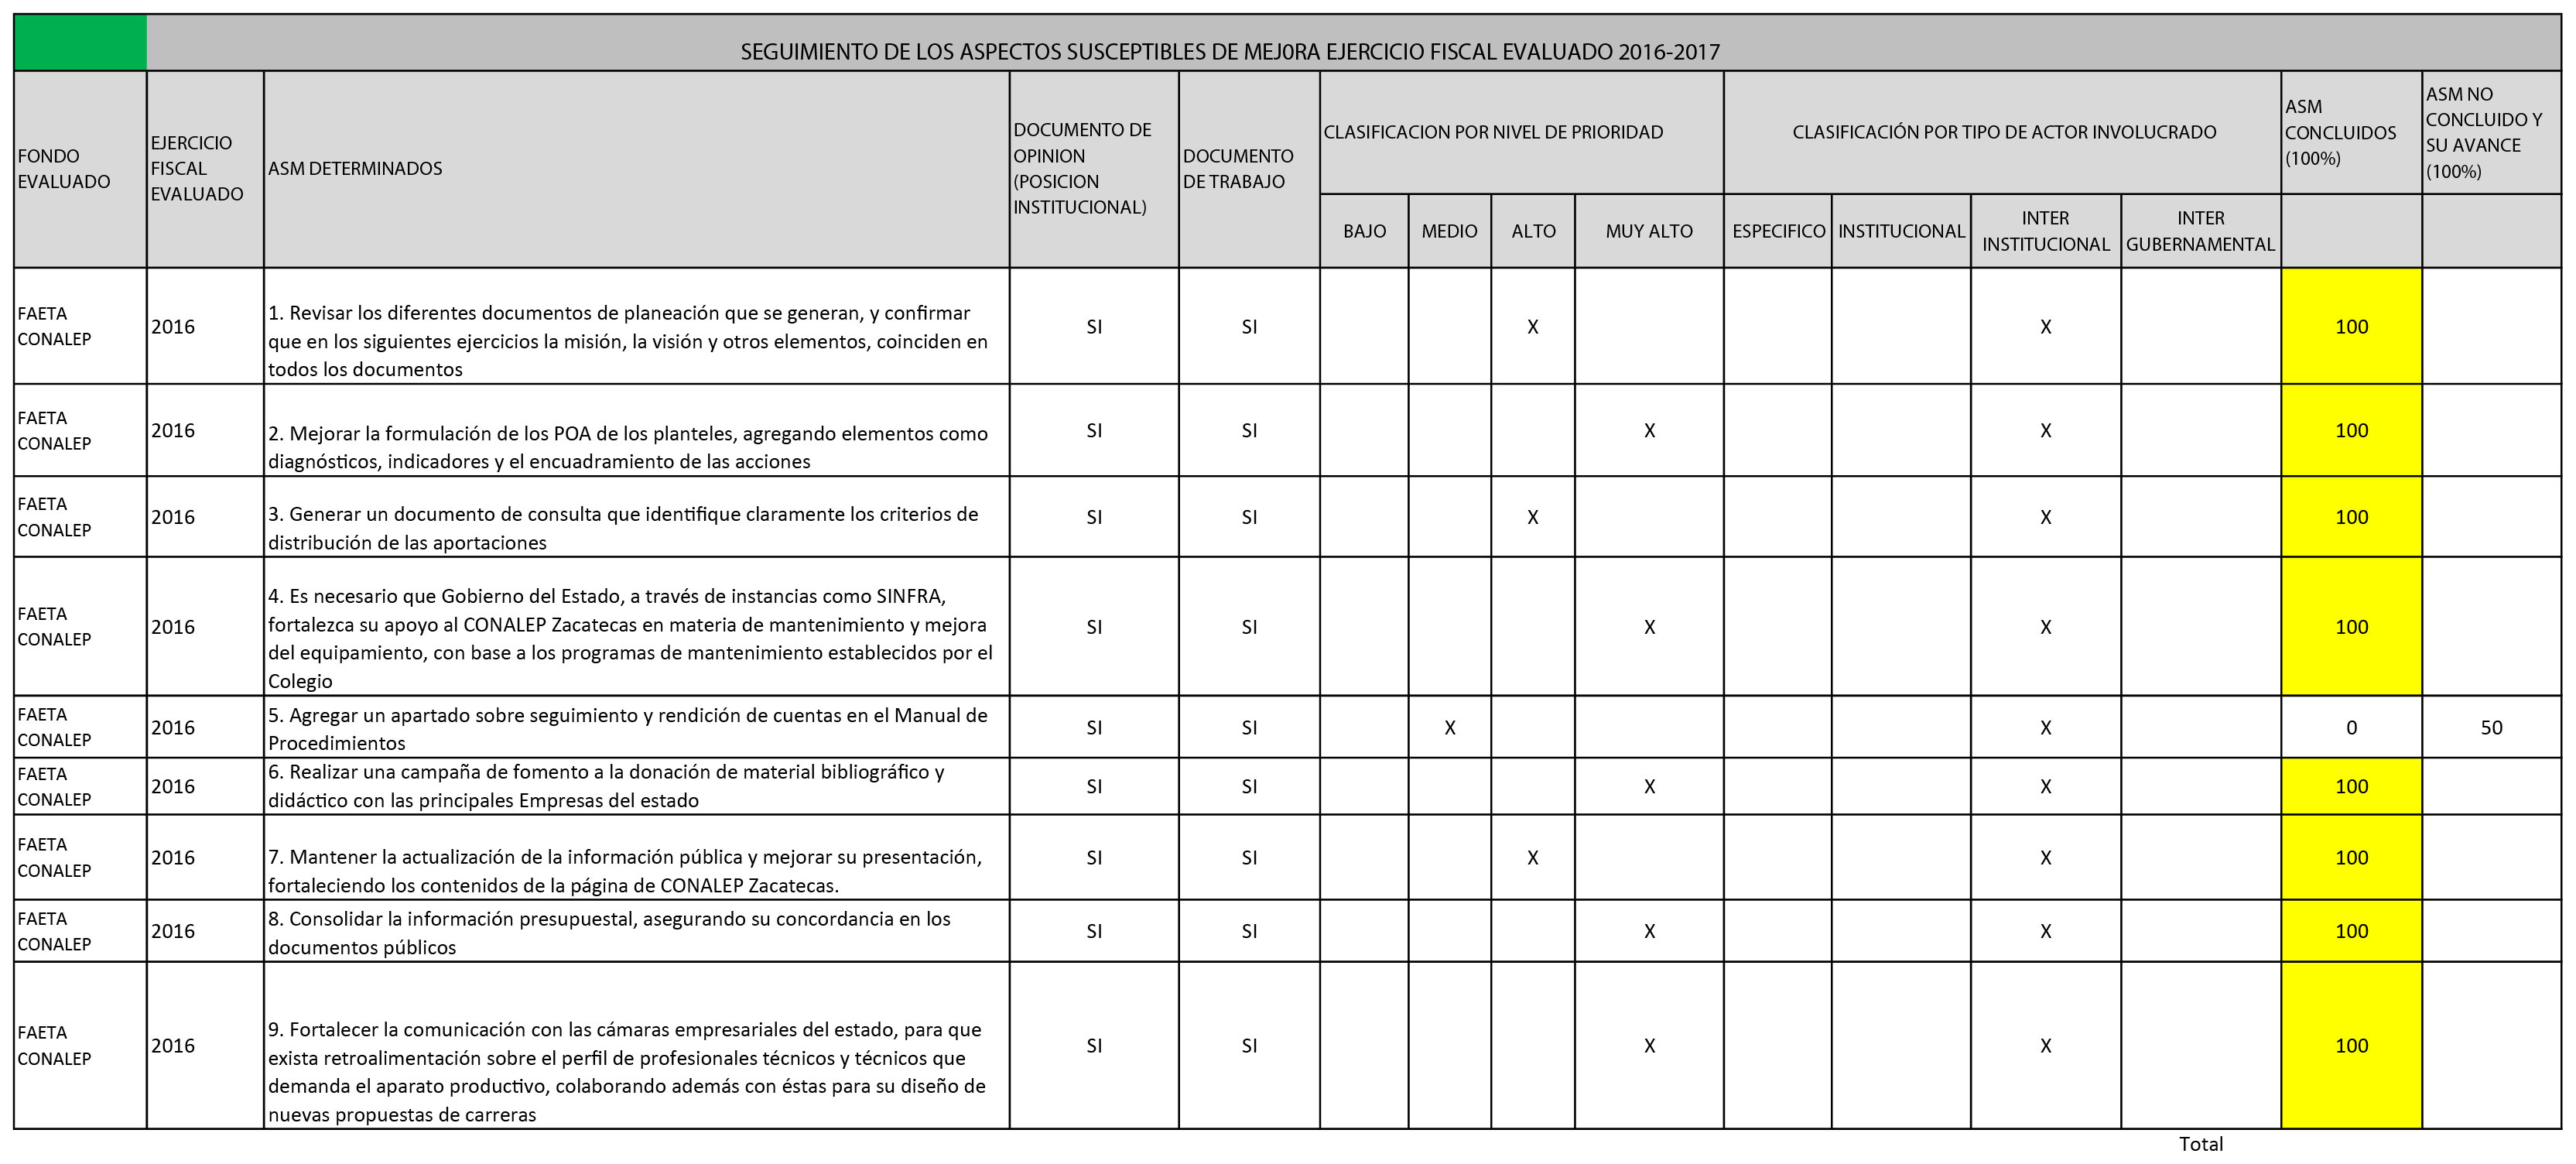 SEGUIMIENTO DE LOS ASPECTOS SUSCEPTIBLES DE MEJ0RA EJERCICIO FISCAL EVALUADO 2016-2017
FONDO
EVALUADO
EJERCICIO
FISCAL
EVALUADO
ASM DETERMINADOS
DOCUMENTO DE
OPINION
(POSICION
INSTITUCIONAL)
DOCUMENTO
DE TRABAJO
CLASIFICACION POR NIVEL DE PRIORIDAD
CLASIFICACIÓN POR TIPO DE ACTOR INVOLUCRADO
ASM
CONCLUIDOS
(100%)
ASM NO
CONCLUIDO Y
SU AVANCE
(100%)
BAJO
MEDIO
ALTO
MUY ALTO
ESPECIFICO
INSTITUCIONAL
INTER
INSTITUCIONAL
INTER
GUBERNAMENTAL
FAETA
CONALEP
2016
1. Revisar los diferentes documentos de planeación que se generan, y confirmar
que en los siguientes ejercicios la misión, la visión y otros elementos, coinciden en
todos los documentos
SI
SI
X
X
100
FAETA
CONALEP
2016
2. Mejorar la formulación de los POA de los planteles, agregando elementos como
diagnósticos, indicadores y el encuadramiento de las acciones
SI
SI
X
X
100
FAETA
CONALEP
2016
3. Generar un documento de consulta que identifique claramente los criterios de
distribución de las aportaciones
SI
SI
X
X
100
FAETA
CONALEP
2016
4. Es necesario que Gobierno del Estado, a través de instancias como SINFRA,
fortalezca su apoyo al CONALEP Zacatecas en materia de mantenimiento y mejora
del equipamiento, con base a los programas de mantenimiento establecidos por el
Colegio
SI
SI
X
X
100
FAETA
CONALEP
2016
5. Agregar un apartado sobre seguimiento y rendición de cuentas en el Manual de
Procedimientos
SI
SI
X
X
0
50
FAETA
CONALEP
2016
6. Realizar una campaña de fomento a la donación de material bibliográfico y
didáctico con las principales Empresas del estado
SI
SI
X
X
100
FAETA
CONALEP
2016
7. Mantener la actualización de la información pública y mejorar su presentación,
fortaleciendo los contenidos de la página de CONALEP Zacatecas.
SI
SI
X
X
100
FAETA
CONALEP
2016
8. Consolidar la información presupuestal, asegurando su concordancia en los
documentos públicos
SI
SI
X
X
100
FAETA
CONALEP
2016
9. Fortalecer la comunicación con las cámaras empresariales del estado, para que
exista retroalimentación sobre el perfil de profesionales técnicos y técnicos que
demanda el aparato productivo, colaborando además con éstas para su diseño de
nuevas propuestas de carreras
SI
SI
X
X
100
Total